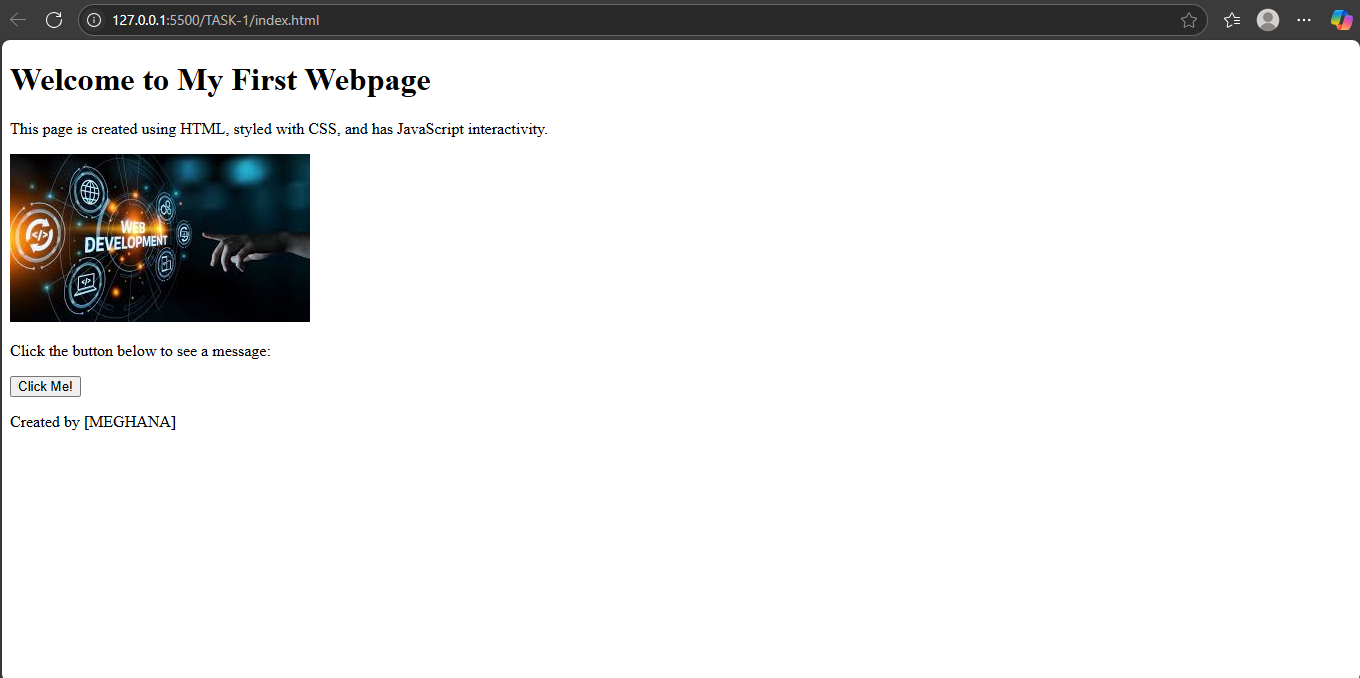 127.0.0.1:5500/TASK-1/index.html
Welcome to My First Webpage
This page is created using HTML, styled with CSS, and has JavaScript interactivity.
WEB
DEVELOPMENT
Click the button below to see a message:
Click Me!
Created by [MEGHANA]